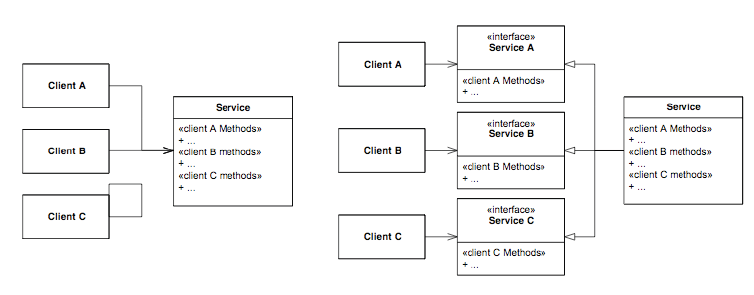 Client A
Client B
Client C
Service
«client A Methods»
+ ...
«client B methods»
+ ...
«client C methods»
+ ...
Client A
Client B
Client C
«interface»
Service A
«client A Methods»
+ ...
«interface»
Service B
«client B Methods»
+ ...
«interface»
Service C
«client C Methods»
+ ...
Service
«client A Methods»
+ ...
«client B methods»
+ ...
«client C methods»
+ ...